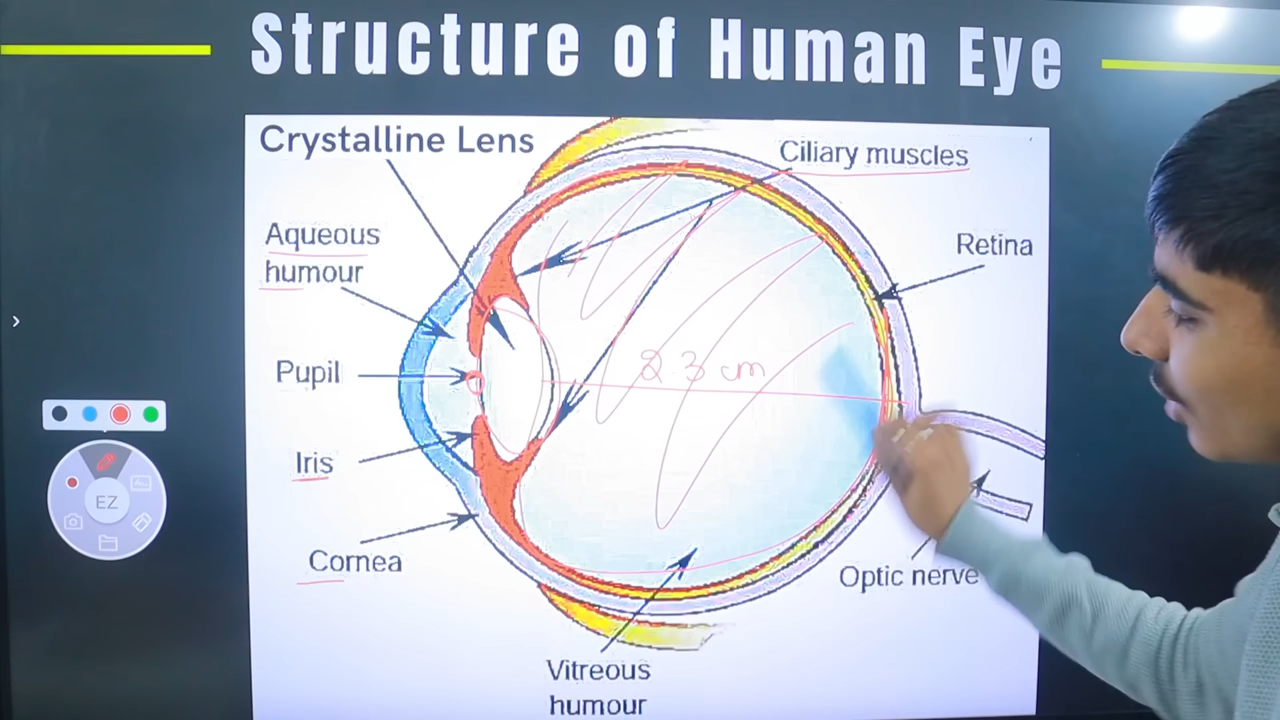 Structure of Human Eye
Crystalline Lens
Ciliary muscles
Aqueous
humour
Retina
2.3 cm
Pupil
Iris
Cornea
EZ
Optic nerve
Vitreous
humour